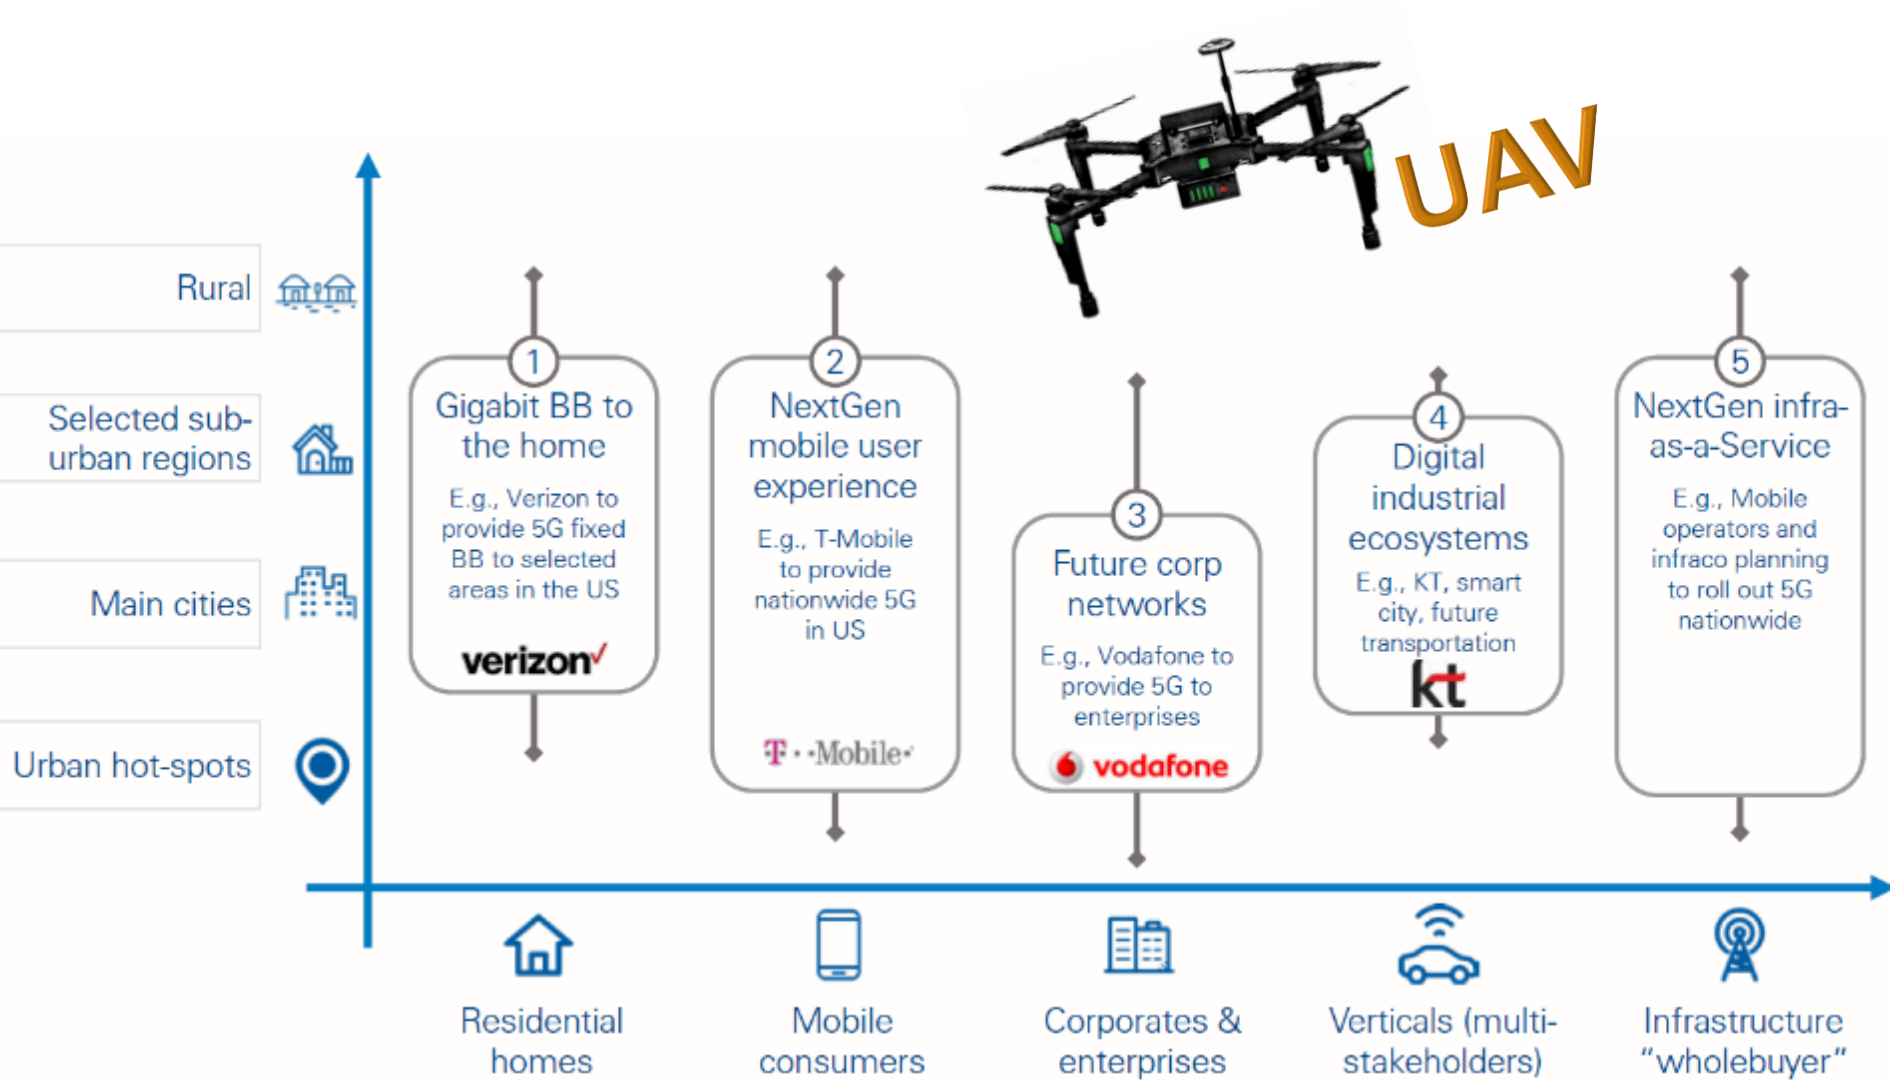 UAV
Rural
Selected sub-
urban regions
Main cities
Urban hot-spots
1
Gigabit BB to
the home
E.g., Verizon to
provide 5G fixed
BB to selected
areas in the US
verizon
2
NextGen
mobile user
experience
E.g., T-Mobile
to provide
nationwide 5G
in US
T··Mobile·
3
Future corp
networks
E.g., Vodafone to
provide 5G to
enterprises
vodafone
4
Digital
industrial
ecosystems
E.g., KT, smart
city, future
transportation
kt
5
NextGen infra-
as-a-Service
E.g., Mobile
operators and
infraco planning
to roll out 5G
nationwide
Residential
homes
Mobile
consumers
Corporates &
enterprises
Verticals (multi-
stakeholders)
Infrastructure
“wholebuyer”